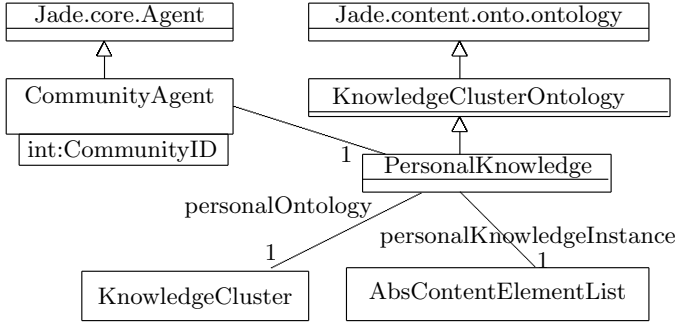 Jade.core.Agent
Jade.content.onto.ontology
CommunityAgent
KnowledgeClusterOntology
int:CommunityID
1
PersonalKnowledge
personalOntology
personalKnowledgeInstance
1
1
KnowledgeCluster
AbsContentElementList